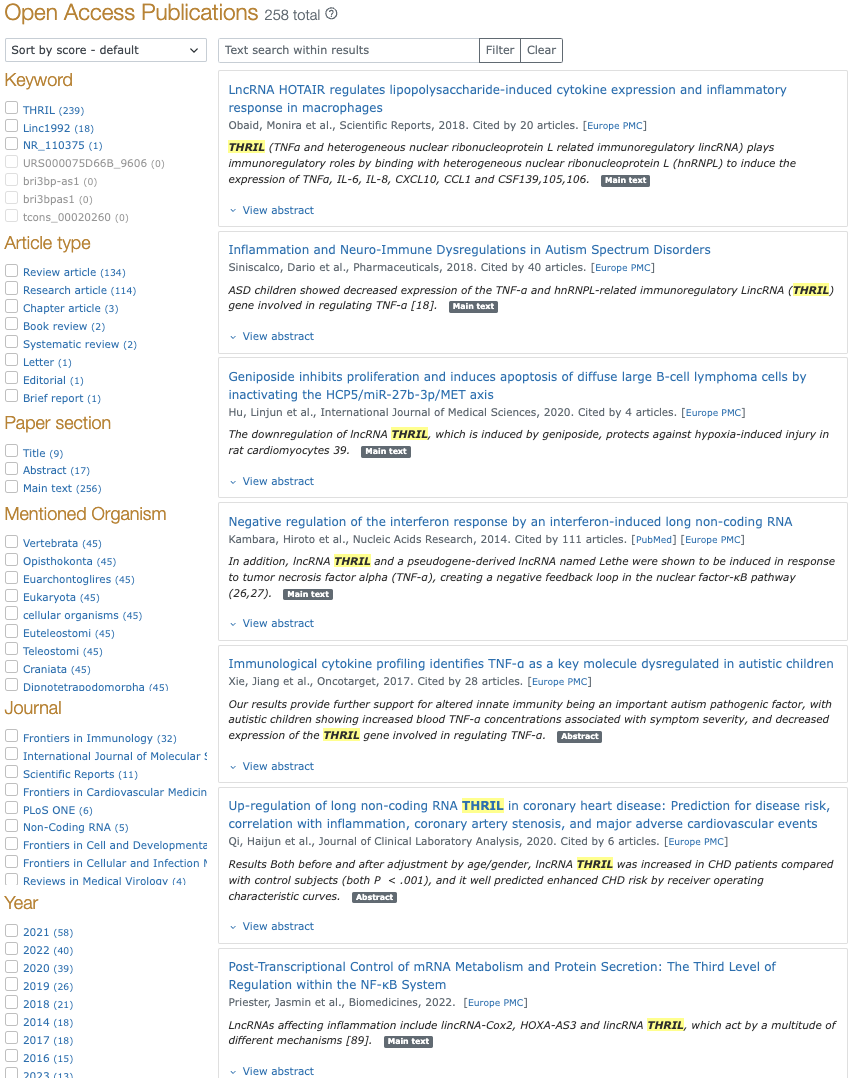 Open Access Publications 258 total
Sort by score - default
Text search within results
Filter
Clear
Keyword
THRIL (239)
Linc1992 (18)
NR_110375 (1)
URS000075D66B_9606 (0)
bri3bp-as1 (0)
bri3bpas1 (0)
tcons_00020260 (0)
Article type
Review article (134)
Research article (114)
Chapter article (3)
Book review (2)
Systematic review (2)
Letter (1)
Editorial (1)
Brief report (1)
Paper section
Title (9)
Abstract (17)
Main text (256)
Mentioned Organism
Vertebrata (45)
Opisthokonta (45)
Euarchontoglires (45)
Eukaryota (45)
cellular organisms (45)
Euteleostomi (45)
Teleostomi (45)
Craniata (45)
Dipnotetrapodomorpha (45)
Journal
Frontiers in Immunology (32)
International Journal of Molecular S
Scientific Reports (11)
Frontiers in Cardiovascular Medicin
PLoS ONE (6)
Non-Coding RNA (5)
Frontiers in Cell and Developmenta
Frontiers in Cellular and Infection M
Reviews in Medical Virology (4)
Year
2021 (58)
2022 (40)
2020 (39)
2019 (26)
2018 (21)
2014 (18)
2017 (18)
2016 (15)
2023 (13)
LncRNA HOTAIR regulates lipopolysaccharide-induced cytokine expression and inflammatory
response in macrophages
Obaid, Monira et al., Scientific Reports, 2018. Cited by 20 articles. [Europe PMC]
THRIL (TNFα and heterogeneous nuclear ribonucleoprotein L related immunoregulatory lincRNA) plays
immunoregulatory roles by binding with heterogeneous nuclear ribonucleoprotein L (hnRNPL) to induce the
expression of TNFα, IL-6, IL-8, CXCL10, CCL1 and CSF139,105,106. Main text
View abstract
Inflammation and Neuro-Immune Dysregulations in Autism Spectrum Disorders
Siniscalco, Dario et al., Pharmaceuticals, 2018. Cited by 40 articles. [Europe PMC]
ASD children showed decreased expression of the TNF-α and hnRNPL-related immunoregulatory LincRNA (THRIL)
gene involved in regulating TNF-α [18]. Main text
View abstract
Geniposide inhibits proliferation and induces apoptosis of diffuse large B-cell lymphoma cells by
inactivating the HCP5/miR-27b-3p/MET axis
Hu, Linjun et al., International Journal of Medical Sciences, 2020. Cited by 4 articles. [Europe PMC]
The downregulation of lncRNA THRIL, which is induced by geniposide, protects against hypoxia-induced injury in
rat cardiomyocytes 39. Main text
View abstract
Negative regulation of the interferon response by an interferon-induced long non-coding RNA
Kambara, Hiroto et al., Nucleic Acids Research, 2014. Cited by 111 articles. [PubMed] [Europe PMC]
In addition, lncRNA THRIL and a pseudogene-derived lncRNA named Lethe were shown to be induced in response
to tumor necrosis factor alpha (TNF-α), creating a negative feedback loop in the nuclear factor-κB pathway
(26,27). Main text
View abstract
Immunological cytokine profiling identifies TNF-α as a key molecule dysregulated in autistic children
Xie, Jiang et al., Oncotarget, 2017. Cited by 28 articles. [Europe PMC]
Our results provide further support for altered innate immunity being an important autism pathogenic factor, with
autistic children showing increased blood TNF-α concentrations associated with symptom severity, and decreased
expression of the THRIL gene involved in regulating TNF-α. Abstract
View abstract
Up-regulation of long non-coding RNA THRIL in coronary heart disease: Prediction for disease risk,
correlation with inflammation, coronary artery stenosis, and major adverse cardiovascular events
Qi, Haijun et al., Journal of Clinical Laboratory Analysis, 2020. Cited by 6 articles. [Europe PMC]
Results Both before and after adjustment by age/gender, lncRNA THRIL was increased in CHD patients compared
with control subjects (both P < .001), and it well predicted enhanced CHD risk by receiver operating
characteristic curves. Abstract
View abstract
Post-Transcriptional Control of mRNA Metabolism and Protein Secretion: The Third Level of
Regulation within the NF-κB System
Priester, Jasmin et al., Biomedicines, 2022. [Europe PMC]
LncRNAs affecting inflammation include lincRNA-Cox2, HOXA-AS3 and lincRNA THRIL, which act by a multitude of
different mechanisms [89]. Main text
View abstract